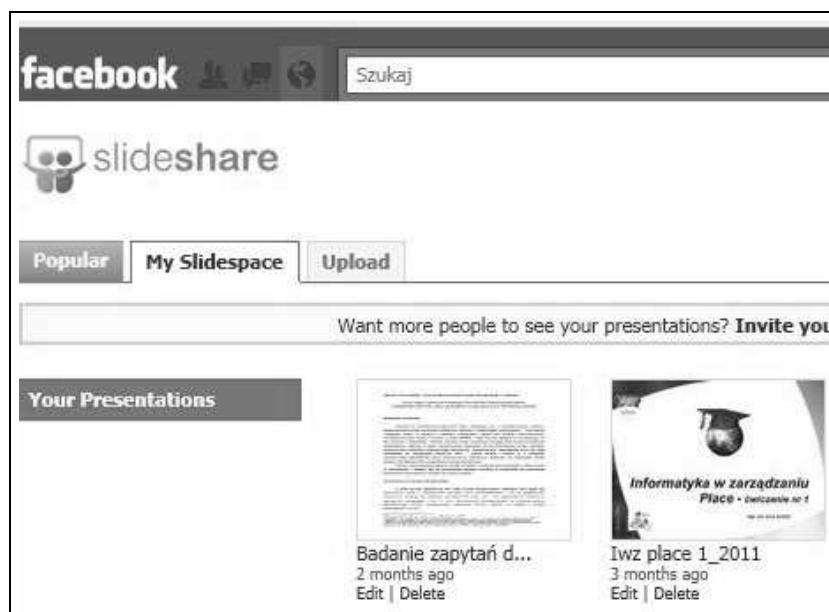 facebook
Szukaj
slideshare
Popular
My Slidespace
Upload
Want more people to see your presentations? Invite you
Your Presentations
Informatyka w zarządzaniu
Płace - ćwiczenie nr 1
Badanie zapytań d...
2 months ago
Edit | Delete
Iwz place 1_2011
3 months ago
Edit | Delete